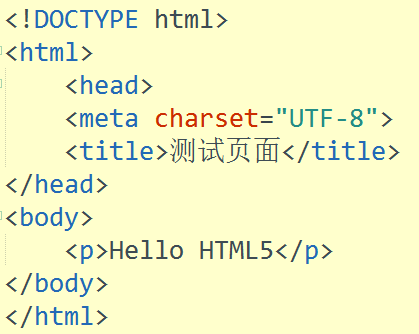 <!DOCTYPE html>
<html>
    <head>
    <meta charset="UTF-8">
    <title>测试页面</title>
</head>
<body>
    <p>Hello HTML5</p>
</body>
</html>